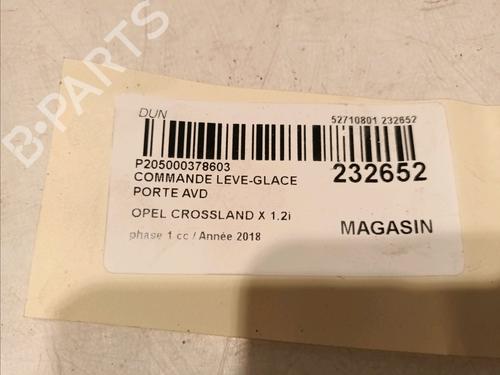 DUN
52710801 232652
P205000378603
COMMANDE LEVE-GLACE
PORTE AVD
232652
OPEL CROSSLAND X 1.2i
MAGASIN
phase 1 cc / Année 2018
B-PARTS